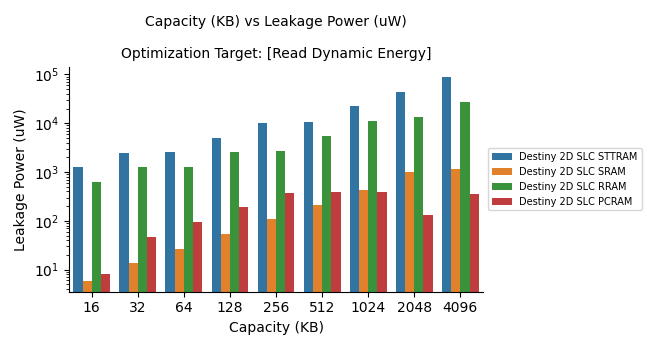 Capacity (KB) vs Leakage Power (uW)
Optimization Target: [Read Dynamic Energy]
Leakage Power (uW)
10^5
10^4
10^3
10^2
10^1
16 32 64 128 256 512 1024 2048 4096
Capacity (KB)
Destiny 2D SLC STTRAM
Destiny 2D SLC SRAM
Destiny 2D SLC RRAM
Destiny 2D SLC PCRAM